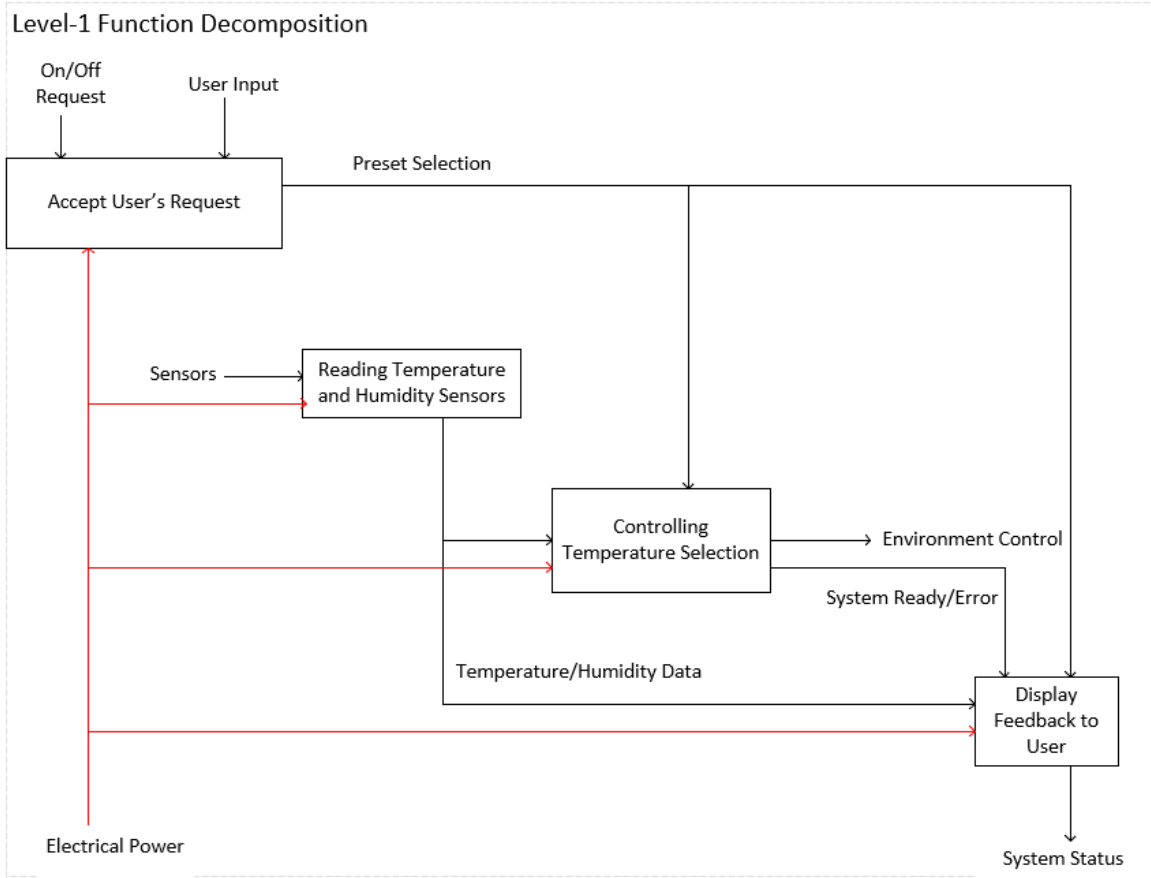 Level-1 Function Decomposition
On/Off
Request
User Input
Accept User's Request
Preset Selection
Sensors
Reading Temperature
and Humidity Sensors
Controlling
Temperature Selection
Environment Control
System Ready/Error
Temperature/Humidity Data
Display
Feedback to
User
Electrical Power
System Status